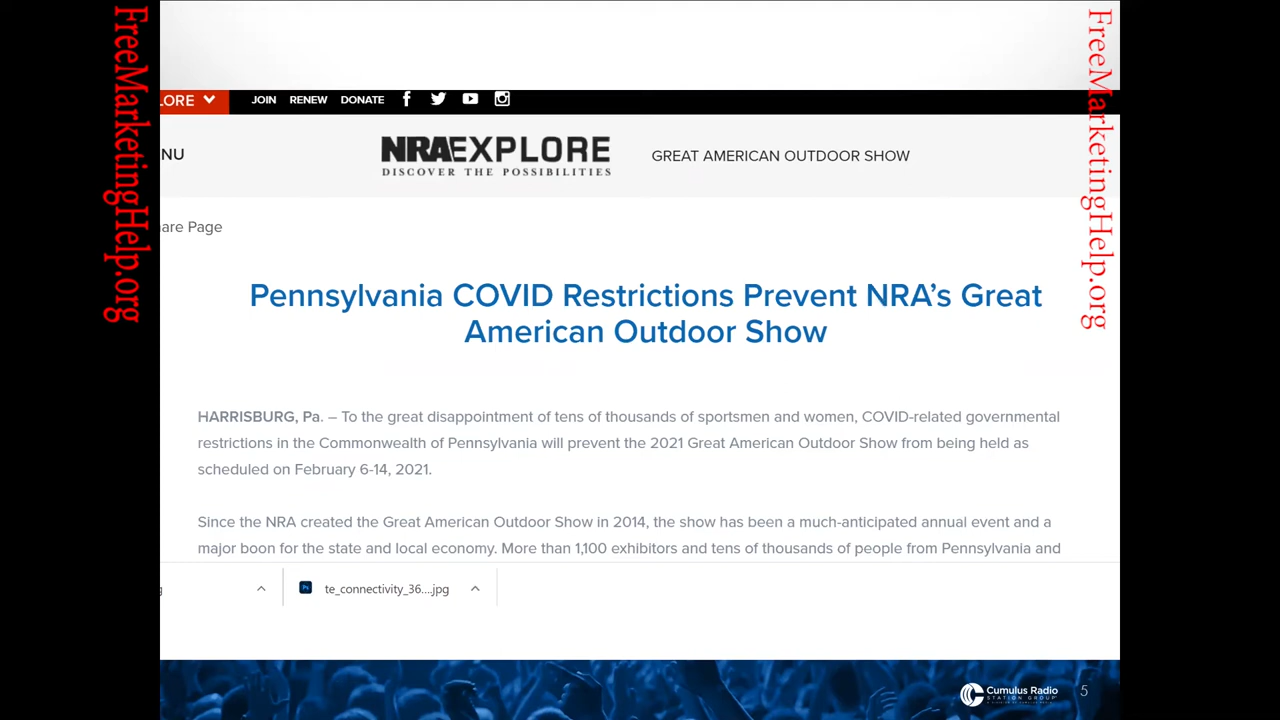 FreeMarketingHelp.org
FreeMarketingHelp.org
LORE JOIN RENEW DONATE
NU
NRAEXPLORE
DISCOVER THE POSSIBILITIES
GREAT AMERICAN OUTDOOR SHOW
are Page
Pennsylvania COVID Restrictions Prevent NRA’s Great
American Outdoor Show
HARRISBURG, Pa. – To the great disappointment of tens of thousands of sportsmen and women, COVID-related governmental
restrictions in the Commonwealth of Pennsylvania will prevent the 2021 Great American Outdoor Show from being held as
scheduled on February 6-14, 2021.
Since the NRA created the Great American Outdoor Show in 2014, the show has been a much-anticipated annual event and a
major boon for the state and local economy. More than 1,100 exhibitors and tens of thousands of people from Pennsylvania and
g
te_connectivity_36....jpg
Cumulus Radio
STATION GROUP
5